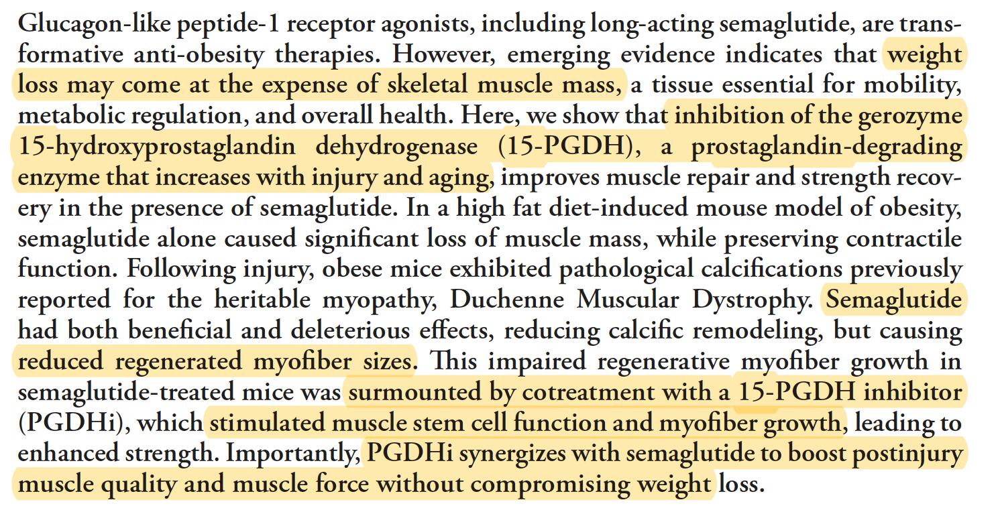 Glucagon-like peptide-1 receptor agonists, including long-acting semaglutide, are trans-
formative anti-obesity therapies. However, emerging evidence indicates that weight
loss may come at the expense of skeletal muscle mass, a tissue essential for mobility,
metabolic regulation, and overall health. Here, we show that inhibition of the gerozyme
15-hydroxyprostaglandin dehydrogenase (15-PGDH), a prostaglandin-degrading
enzyme that increases with injury and aging, improves muscle repair and strength recov-
ery in the presence of semaglutide. In a high fat diet-induced mouse model of obesity,
semaglutide alone caused significant loss of muscle mass, while preserving contractile
function. Following injury, obese mice exhibited pathological calcifications previously
reported for the heritable myopathy, Duchenne Muscular Dystrophy. Semaglutide
had both beneficial and deleterious effects, reducing calcific remodeling, but causing
reduced regenerated myofiber sizes. This impaired regenerative myofiber growth in
semaglutide-treated mice was surmounted by cotreatment with a 15-PGDH inhibitor
(PGDHi), which stimulated muscle stem cell function and myofiber growth, leading to
enhanced strength. Importantly, PGDHi synergizes with semaglutide to boost postinjury
muscle quality and muscle force without compromising weight loss.